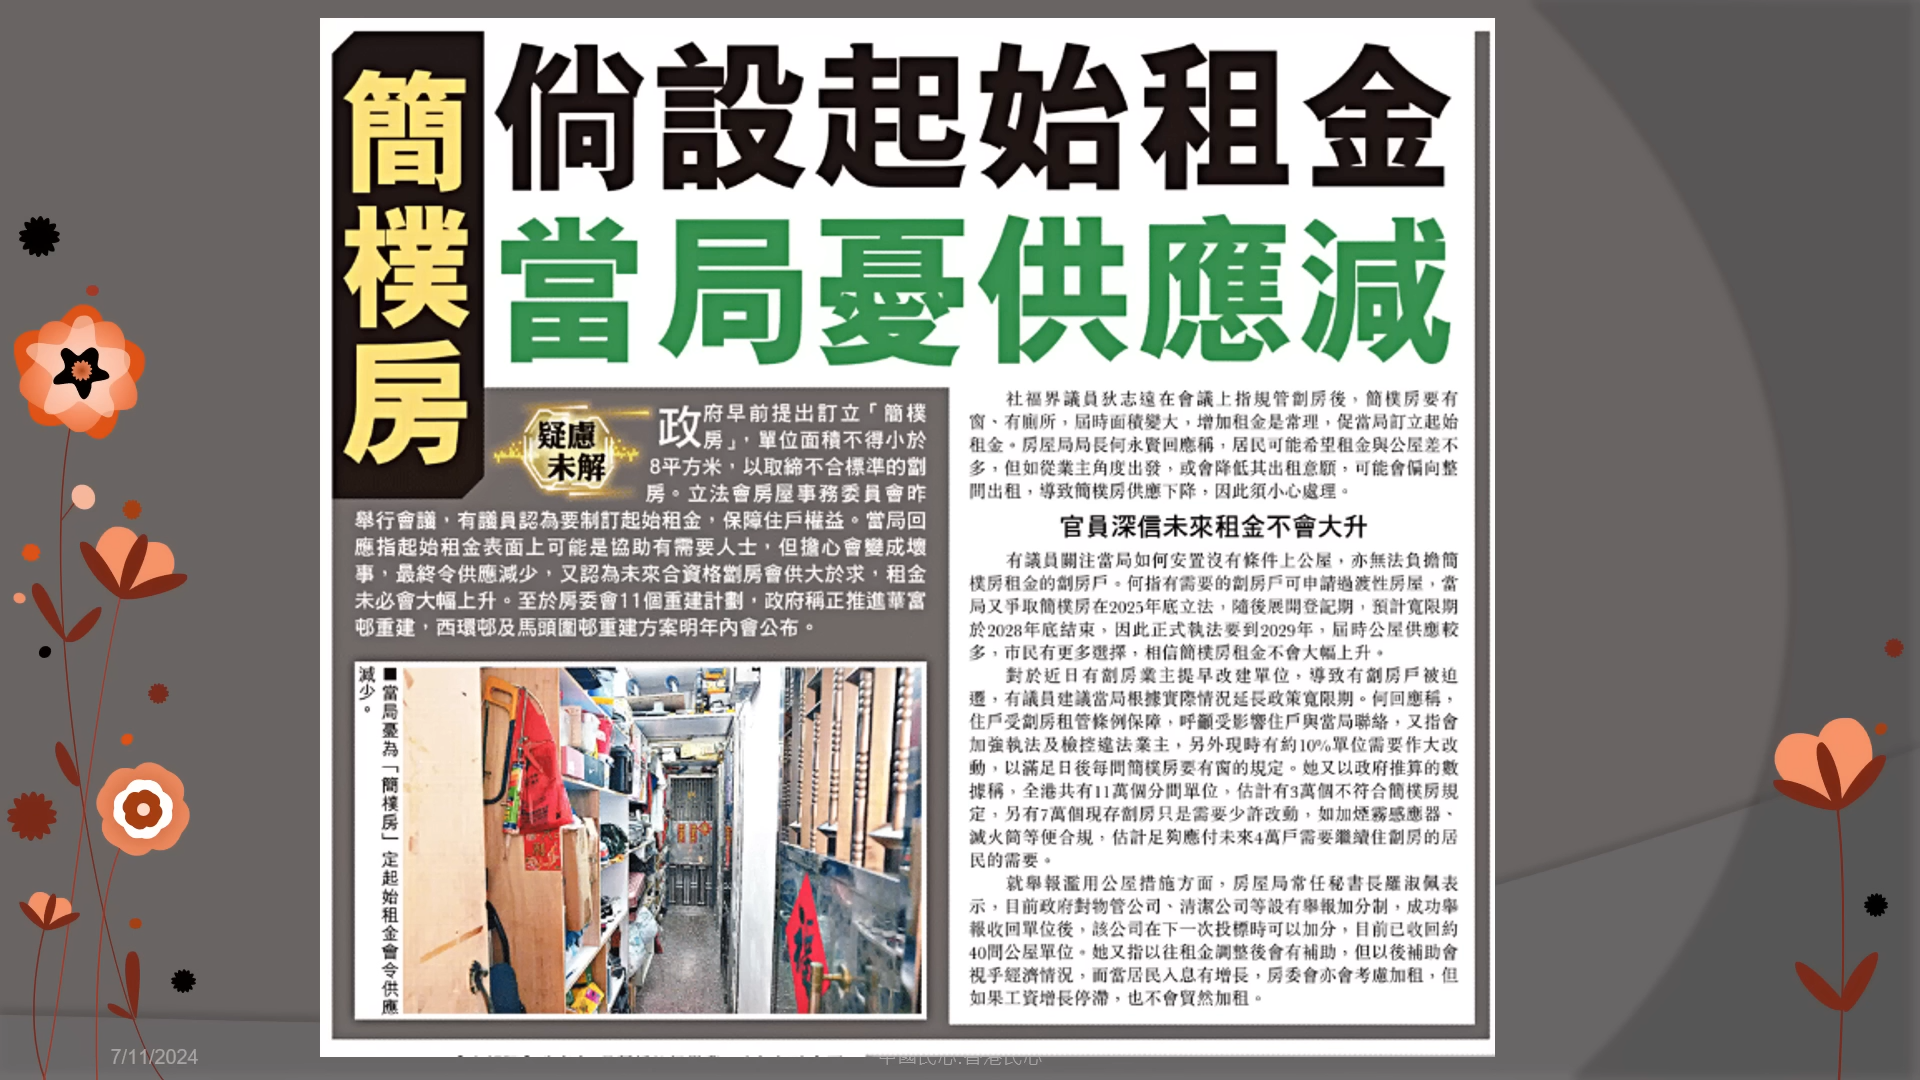 簡樸房
倘設起始租金
當局憂供應減
疑慮
未解
政府早前提出訂立「簡樸
房」，單位面積不得小於
8平方米，以取締不合標準的劏
房。立法會房屋事務委員會昨
舉行會議，有議員認為要制訂起始租金，保障住戶權益。當局回
應指起始租金表面上可能是協助有需要人士，但擔心會變成壞
事，最終令供應減少，又認為未來合資格劏房會供大於求，租金
未必會大幅上升。至於房委會11個重建計劃，政府稱正推進華富
邨重建，西環邨及馬頭圍邨重建方案明年內會公布。
■當局憂為「簡樸房」定起始租金會令供應
減少。
社福界議員狄志遠在會議上指規管劏房後，簡樸房要有
窗、有廁所，屆時面積變大，增加租金是常理，促當局訂立起始
租金。房屋局局長何永賢回應稱，居民可能希望租金與公屋差不
多，但如從業主角度出發，或會降低其出租意願，可能會偏向整
間出租，導致簡樸房供應下降，因此須小心處理。
官員深信未來租金不會大升
有議員關注當局如何安置沒有條件上公屋，亦無法負擔簡
樸房租金的劏房戶。何指有需要的劏房戶可申請過渡性房屋，當
局又爭取簡樸房在2025年底立法，隨後展開登記期，預計寬限期
於2028年底結束，因此正式執法要到2029年，屆時公屋供應較
多，市民有更多選擇，相信簡樸房租金不會大幅上升。
對於近日有劏房業主提早改建單位，導致有劏房戶被迫
遷，有議員建議當局根據實際情況延長政策寬限期。何回應稱，
住戶受劏房租管條例保障，呼籲受影響住戶與當局聯絡，又指會
加強執法及檢控違法業主，另外現時有約10%單位需要作大改
動，以滿足日後每間簡樸房要有窗的規定。她又以政府推算的數
據稱，全港共有11萬個分間單位，估計有3萬個不符合簡樸房規
定，另有7萬個現存劏房只是需要少許改動，如加煙霧感應器、
滅火筒等便合規，估計足夠應付未來4萬戶需要繼續住劏房的居
民的需要。
就舉報濫用公屋措施方面，房屋局常任秘書長羅淑佩表
示，目前政府對物管公司、清潔公司等設有舉報加分制，成功舉
報收回單位後，該公司在下一次投標時可以加分，目前已收回約
40間公屋單位。她又指以往租金調整後會有補助，但以後補助會
視乎經濟情況，而當居民入息有增長，房委會亦會考慮加租，但
如果工資增長停滯，也不會貿然加租。
7/11/2024
中國民心.香港民心